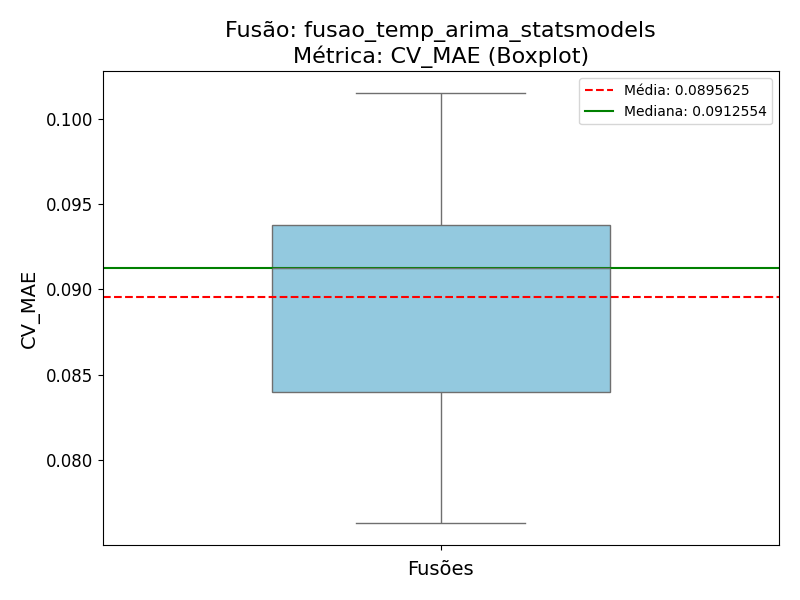 Fusão: fusao_temp_arima_statsmodels
Métrica: CV_MAE (Boxplot)
Média: 0.0895625
Mediana: 0.0912554
0.100
0.095
0.090
0.085
0.080
CV_MAE
Fusões